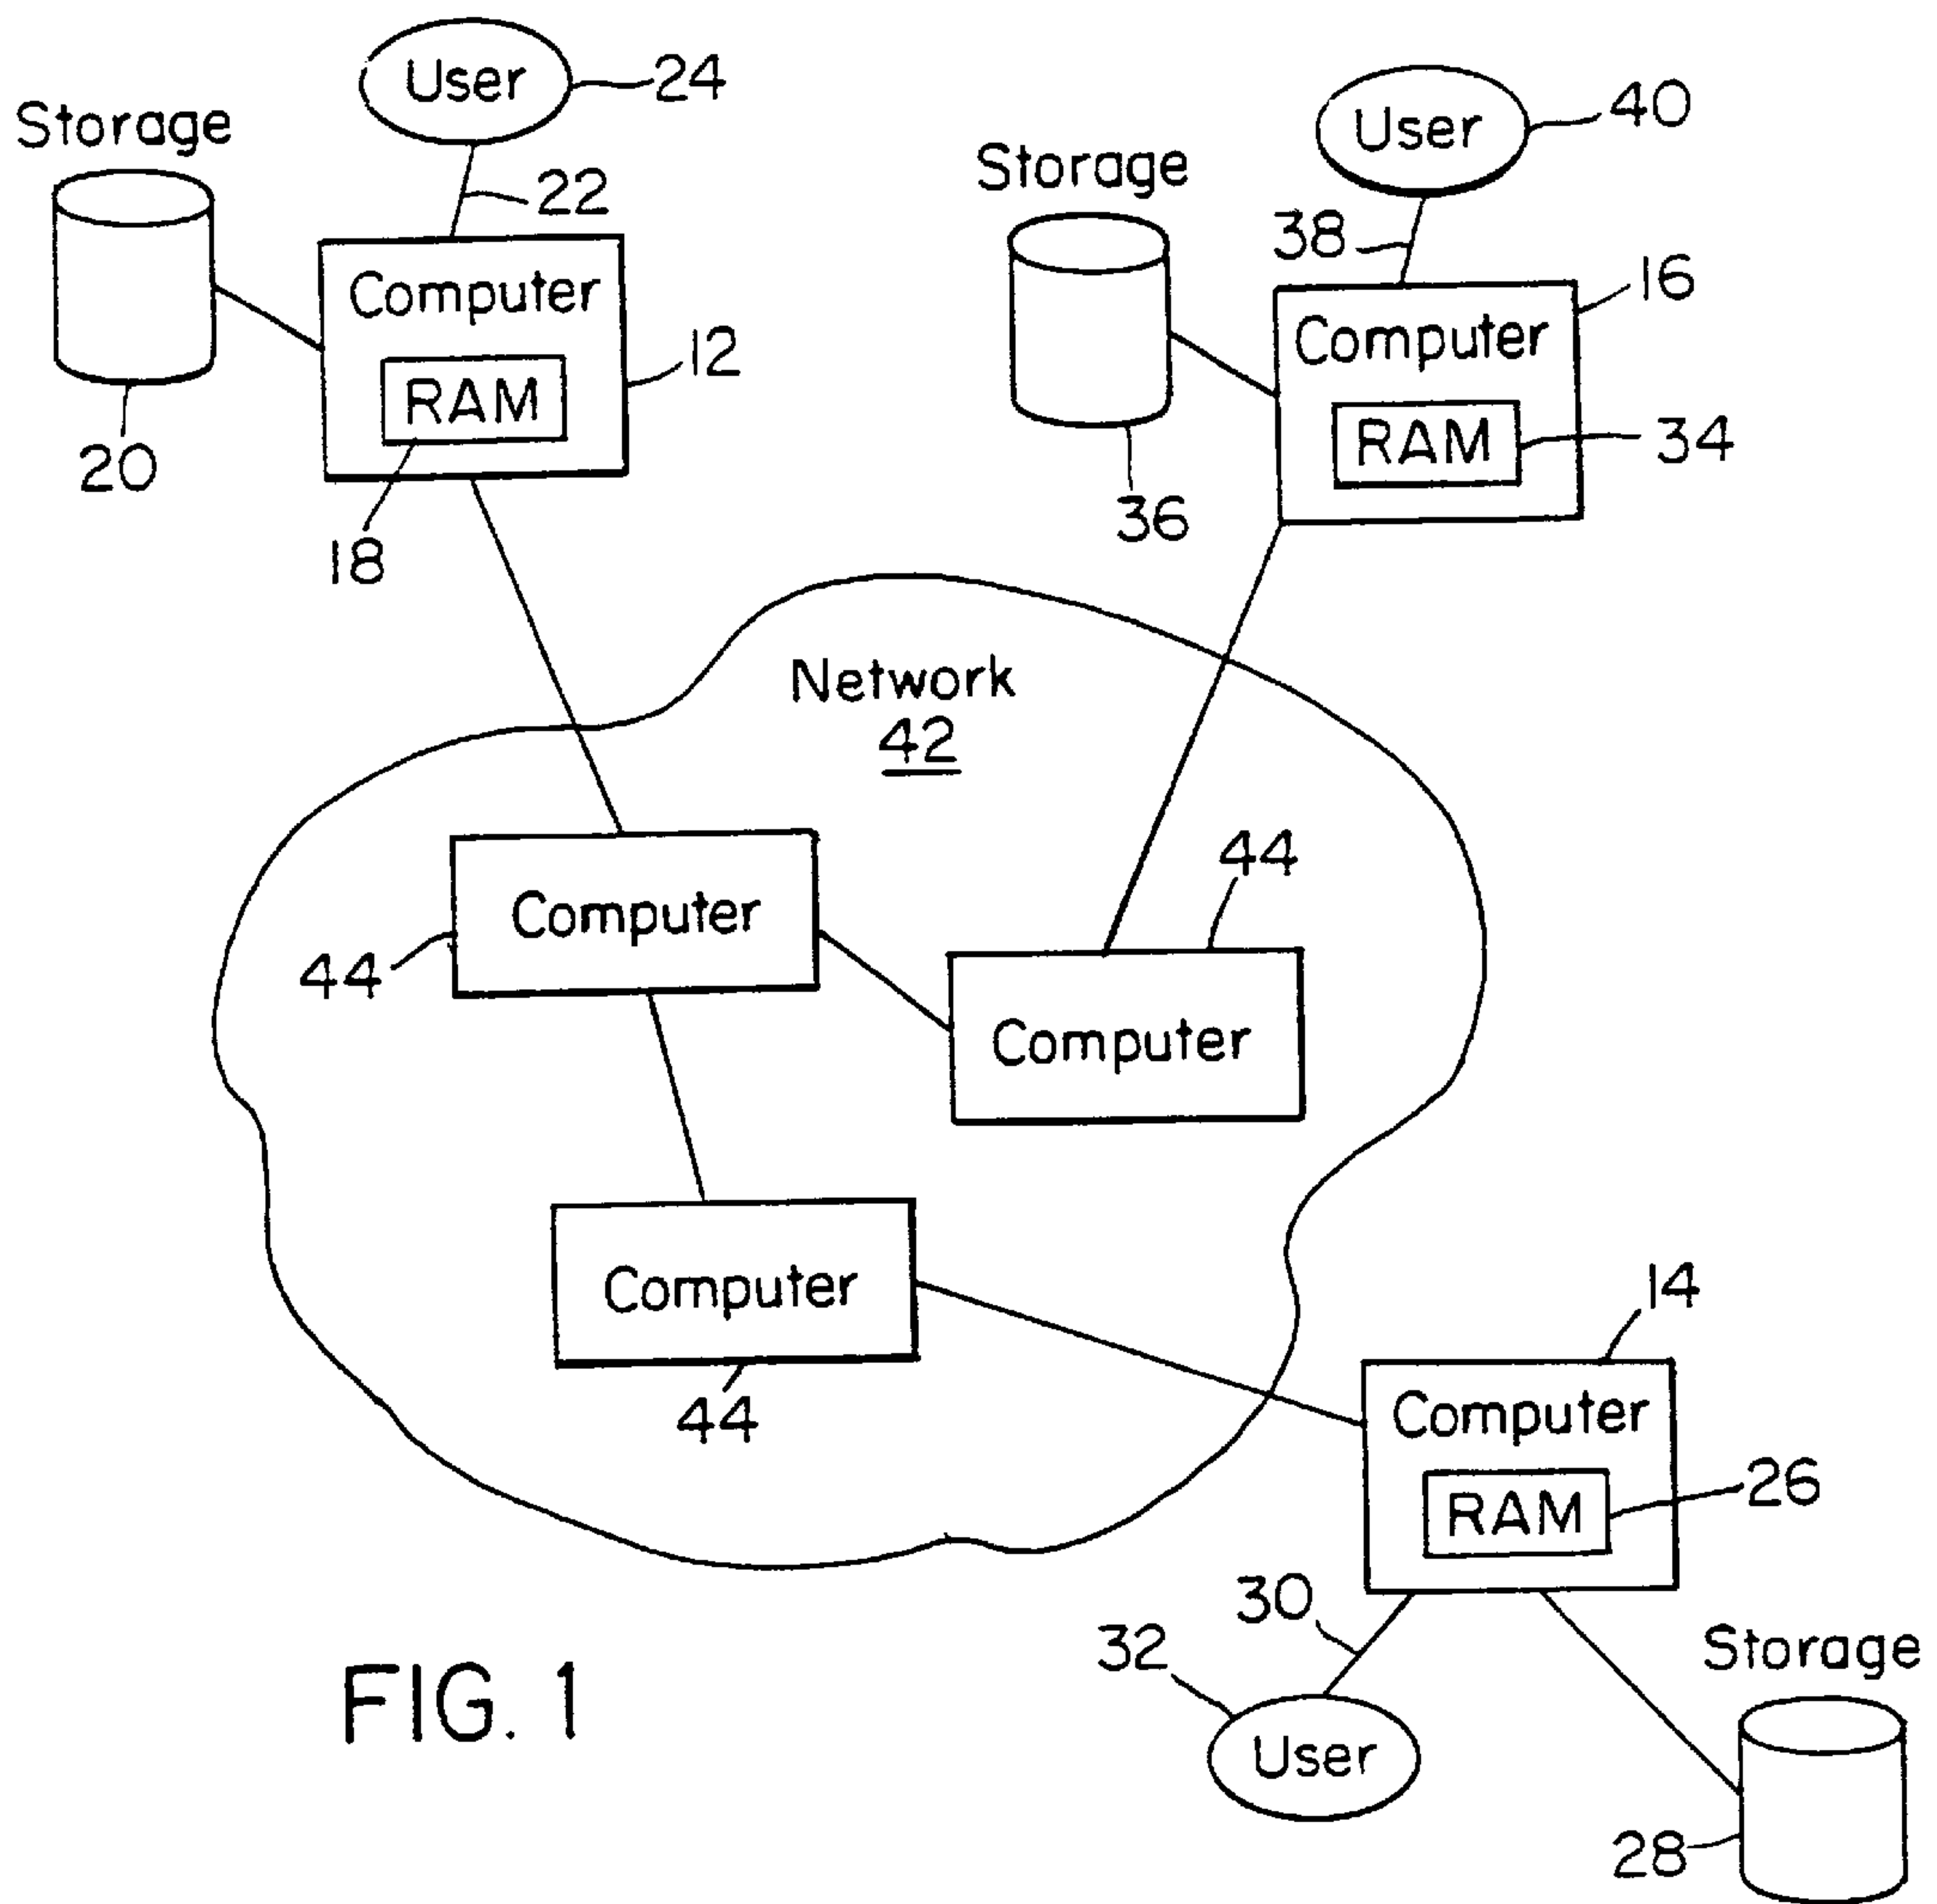 User
24
Storage
22
Computer
12
RAM
20
18
User
40
Storage
38
16
Computer
RAM
34
36
Network
42
Computer
44
44
Computer
Computer
44
14
Computer
RAM
26
30
32
User
Storage
28
FIG. 1